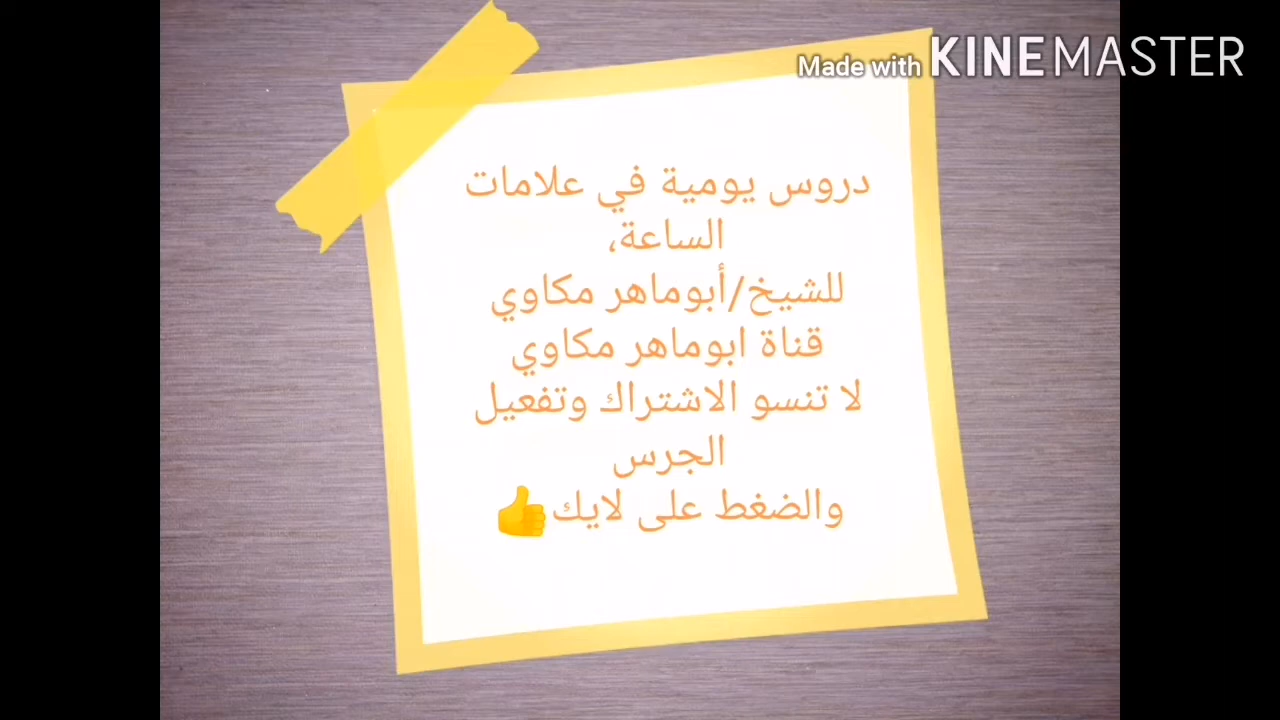 Made with KINEMASTER
دروس يومية في علامات
الساعة،
للشيخ/أبوماهر مكاوي
قناة ابوماهر مكاوي
لا تنسو الاشتراك وتفعيل
الجرس
والضغط على لايك👍